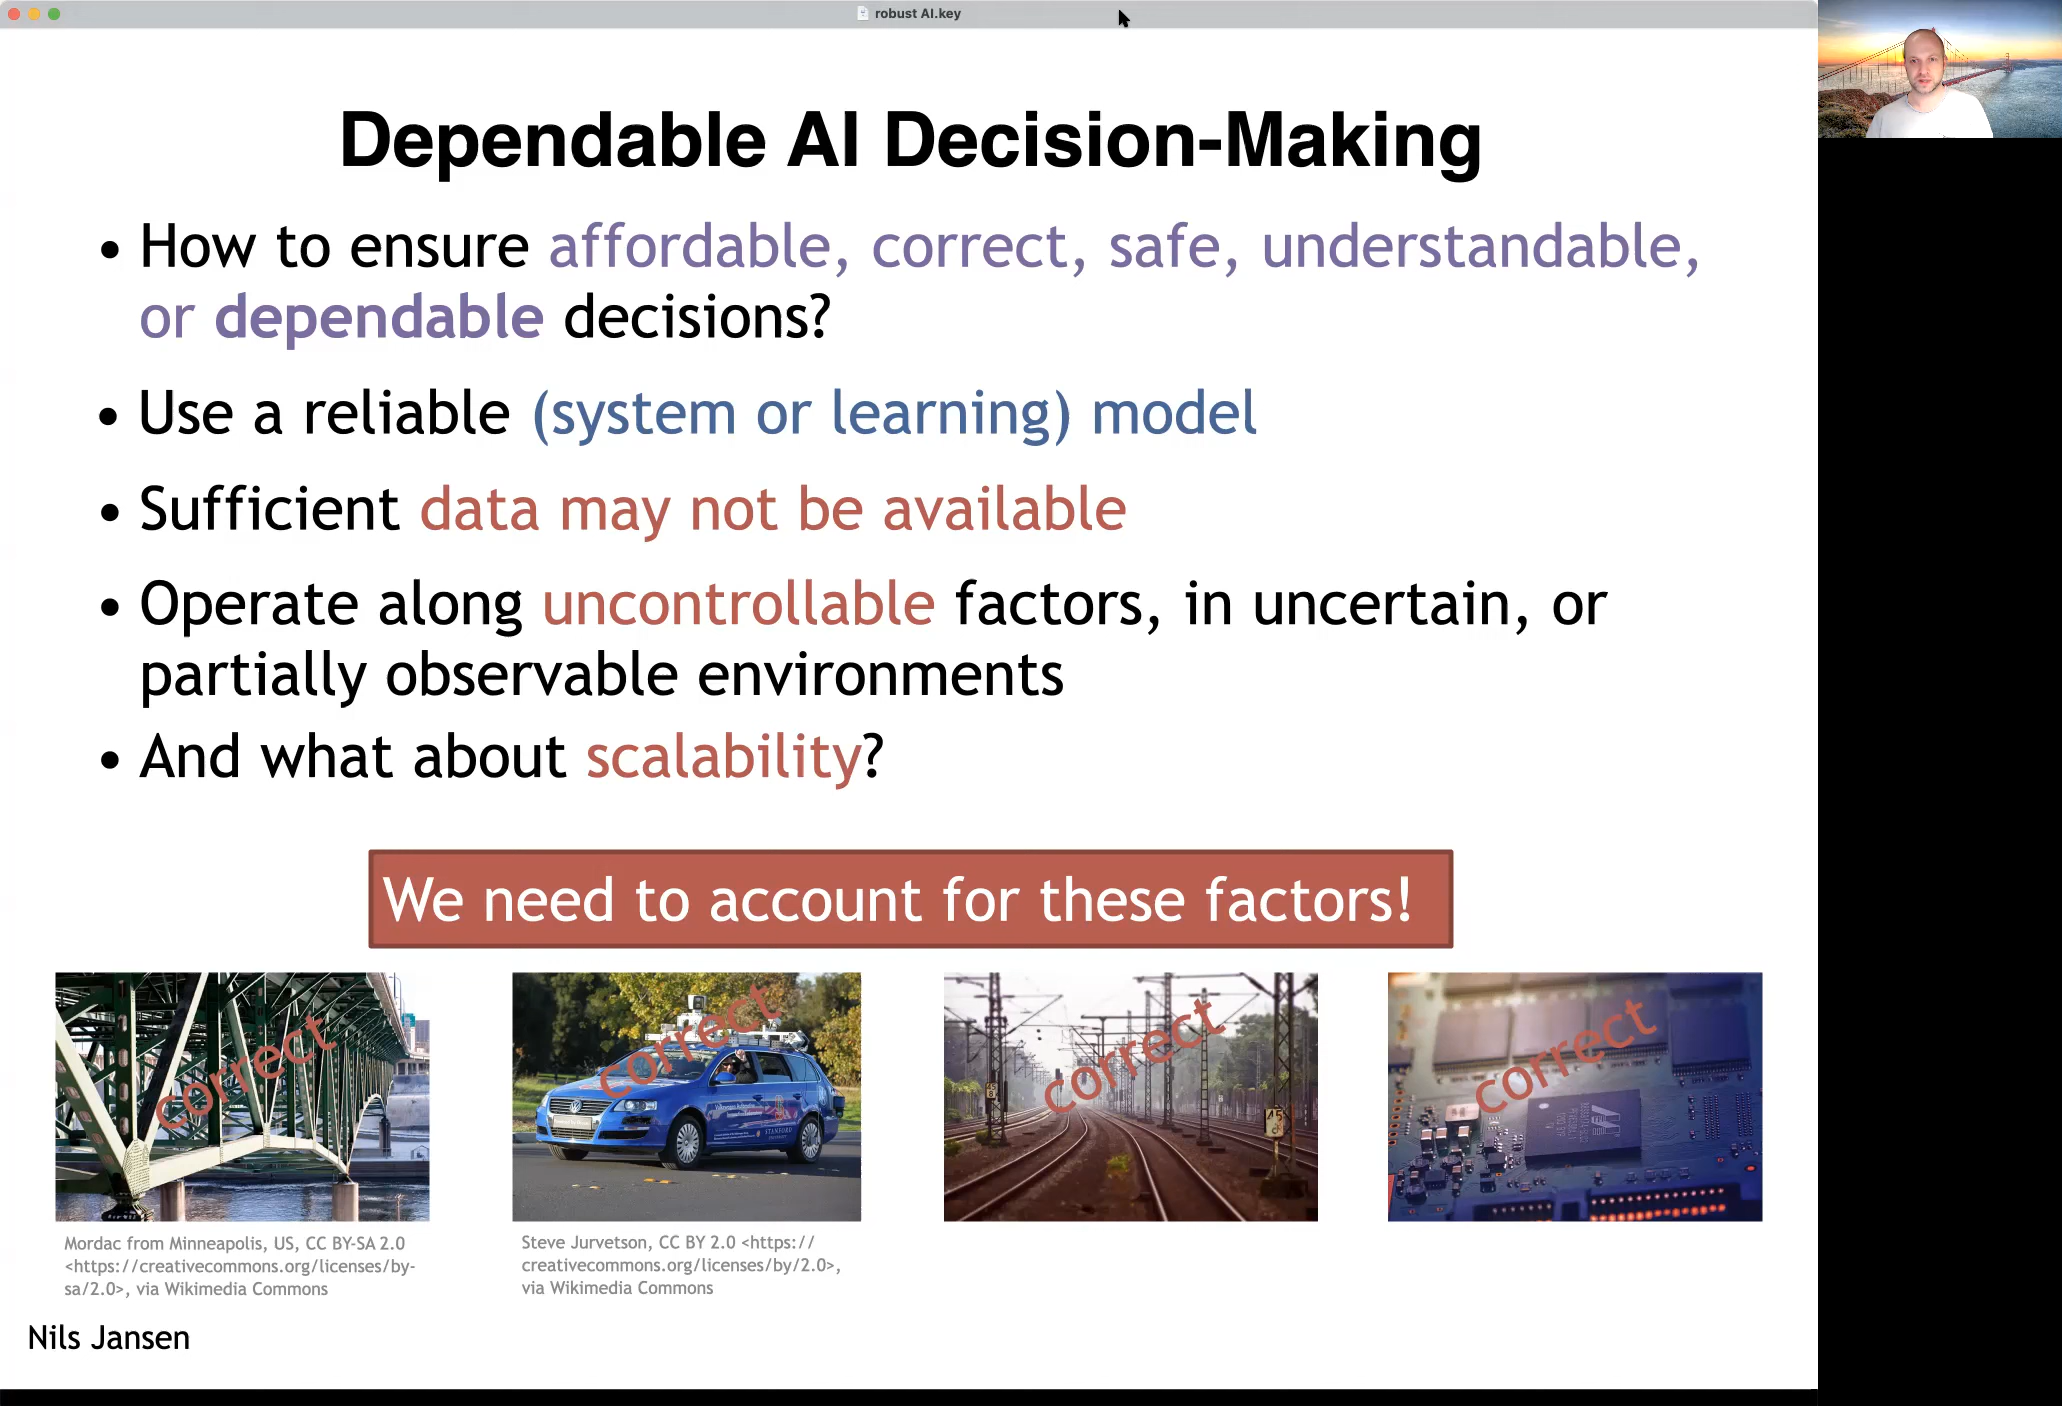 robust AI.key
Dependable AI Decision-Making
• How to ensure affordable, correct, safe, understandable,
or dependable decisions?
• Use a reliable (system or learning) model
• Sufficient data may not be available
• Operate along uncontrollable factors, in uncertain, or
partially observable environments
• And what about scalability?
We need to account for these factors!
correct
correct
correct
correct
STANFORD
Mordac from Minneapolis, US, CC BY-SA 2.0
<https://creativecommons.org/licenses/by-
sa/2.0>, via Wikimedia Commons
Steve Jurvetson, CC BY 2.0 <https://
creativecommons.org/licenses/by/2.0>,
via Wikimedia Commons
Nils Jansen